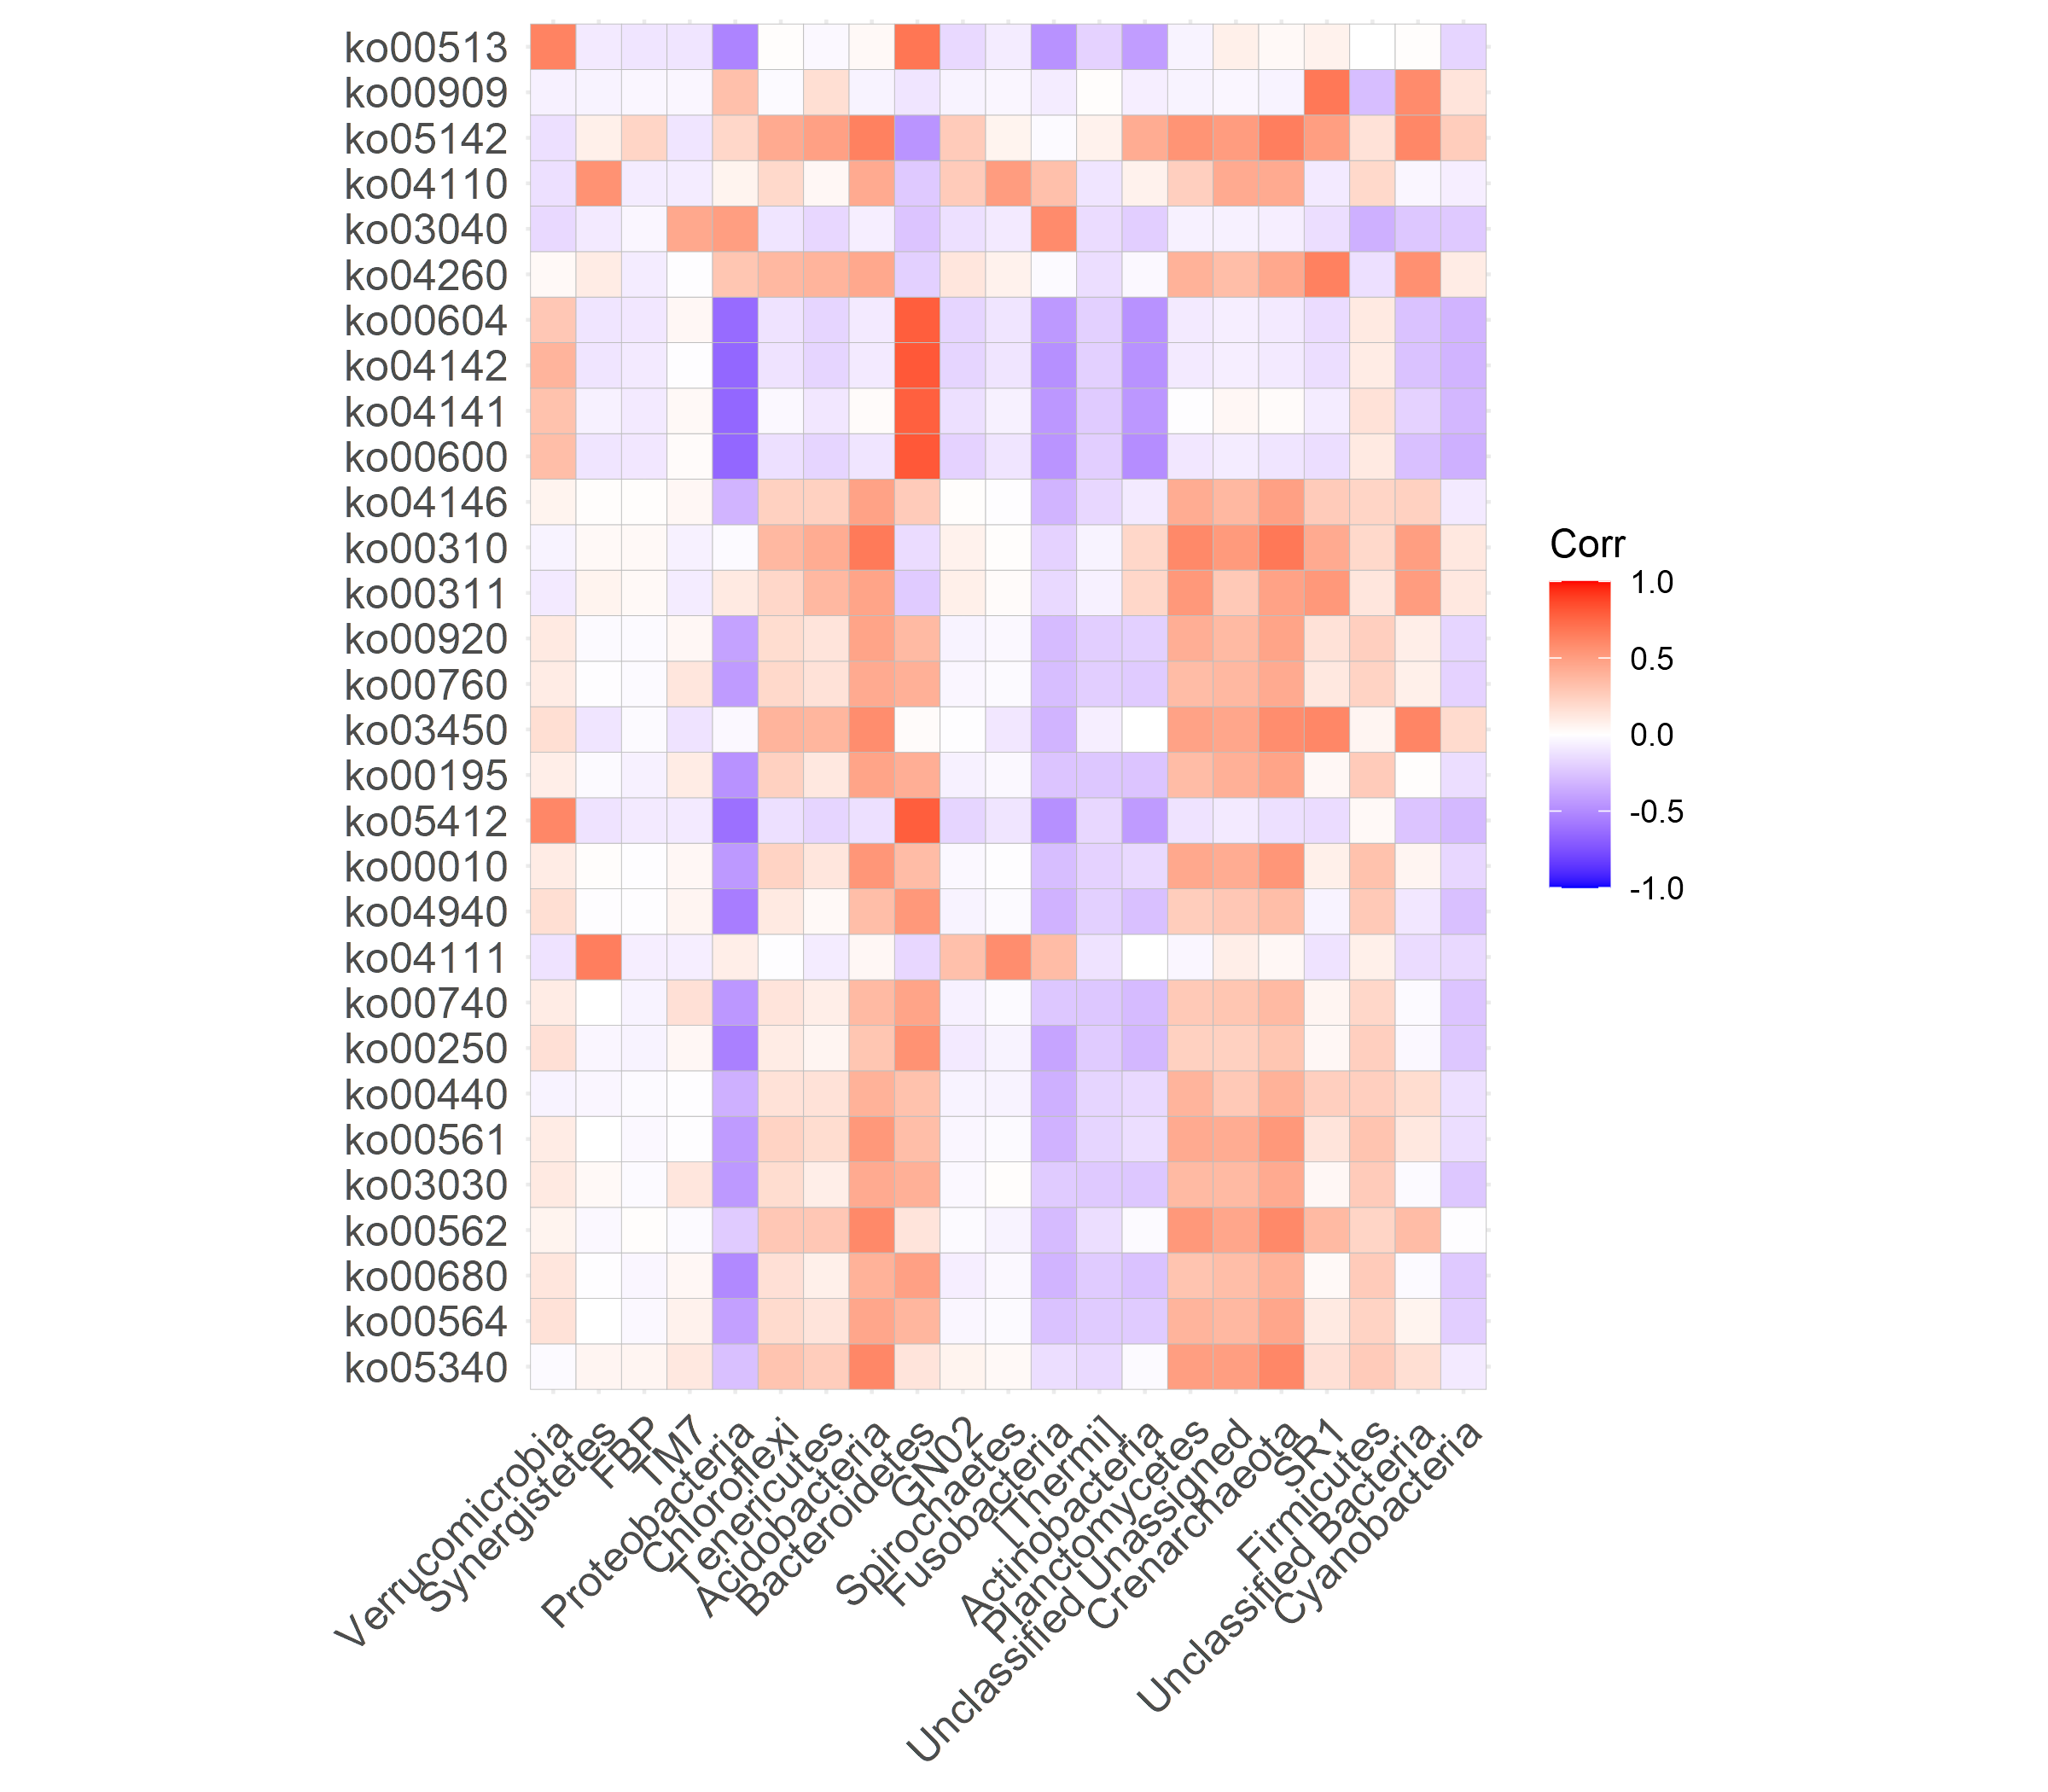 ko00513
ko00909
ko05142
ko04110
ko03040
ko04260
ko00604
ko04142
ko04141
ko00600
ko04146
ko00310
ko00311
ko00920
ko00760
ko03450
ko00195
ko05412
ko00010
ko04940
ko04111
ko00740
ko00250
ko00440
ko00561
ko03030
ko00562
ko00680
ko00564
ko05340
Verrucomicrobia
Synergistetes
FBP
TM7
Proteobacteria
Chloroflexi
Tenericutes
Acidobacteria
Bacteroidetes
GN02
Spirochaetes
Fusobacteria
[Thermi]
Actinobacteria
Planctomycetes
Unclassified Unassigned
Crenarchaeota
SR1
Firmicutes
Unclassified Bacteria
Cyanobacteria
Corr
1.0
0.5
0.0
-0.5
-1.0